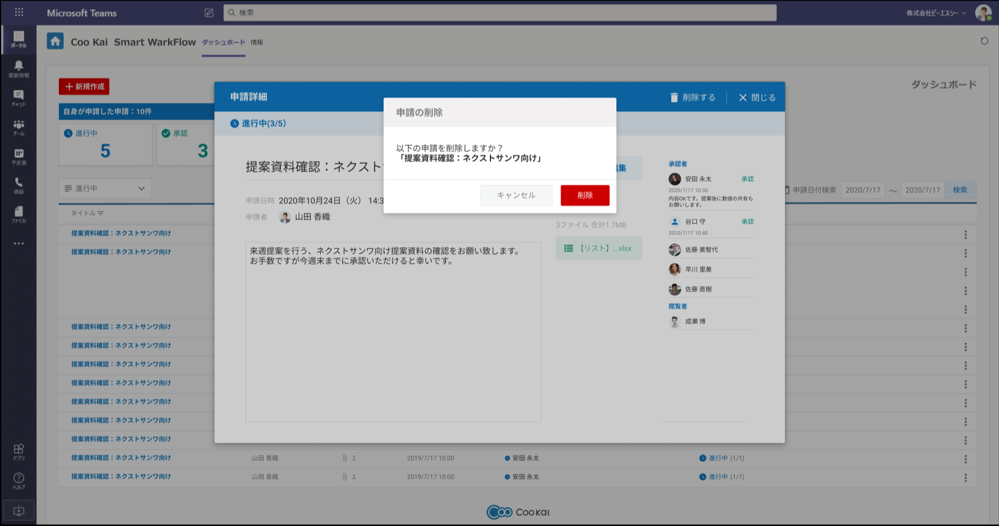 Microsoft Teams
検索
株式会社ピーエスシー
ポータル
最新情報
チャット
チーム
予定表
通話
ファイル
アプリ
ヘルプ
Coo Kai Smart WarkFlow
ダッシュボード
情報
ダッシュボード
新規作成
自身が申請した申請：10件
進行中
5
承認
3
進行中
申請日付検索
2020/7/17
～
2020/7/17
検索
タイトル
提案資料確認：ネクストサンワ向け
提案資料確認：ネクストサンワ向け
提案資料確認：ネクストサンワ向け
提案資料確認：ネクストサンワ向け
提案資料確認：ネクストサンワ向け
提案資料確認：ネクストサンワ向け
提案資料確認：ネクストサンワ向け
提案資料確認：ネクストサンワ向け
提案資料確認：ネクストサンワ向け
提案資料確認：ネクストサンワ向け 山田 香織 1 2019/7/17 10:00 安田 永太 進行中 (1/1)
提案資料確認：ネクストサンワ向け 山田 香織 1 2019/7/17 10:00 安田 永太 進行中 (1/1)
申請詳細
削除する
閉じる
進行中(3/5)
提案資料確認：ネクスト
集
申請日時 2020年10月24日（火） 14:3
申請者 山田 香織
来週提案を行う、ネクストサンワ向け提案資料の確認をお願い致します。
お手数ですが今週末までに承認いただけると幸いです。
3ファイル 合計1.7MB
【リスト】...xlsx
承認者
安田 永太 承認
2020/7/17 10:30
内容OKです。提案後に数値の共有も
お願いします。
谷口 守 承認
2020/7/17 10:40
佐藤 美智代
早川 里美
佐藤 直樹
閲覧者
成瀬 博
申請の削除
以下の申請を削除しますか？
「提案資料確認：ネクストサンワ向け」
キャンセル
削除
CooKai